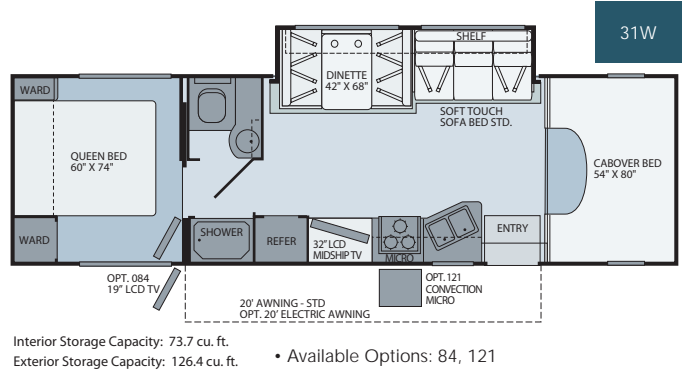 31W
SHELF
DINETTE
42" X 68"
SOFT TOUCH
SOFA BED STD.
WARD
QUEEN BED
60" X 74"
CABOVER BED
54" X 80"
WARD
SHOWER
REFER
32" LCD
MIDSHIP TV
MICRO
ENTRY
OPT. 084
19" LCD TV
OPT. 121
CONVECTION
MICRO
20' AWNING - STD
OPT. 20' ELECTRIC AWNING
Interior Storage Capacity: 73.7 cu. ft.
Exterior Storage Capacity: 126.4 cu. ft.
• Available Options: 84, 121